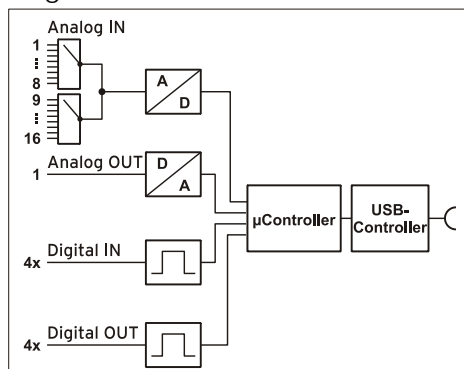 Analog IN
1
8
9
16
A
D
Analog OUT
1
D
A
µController
USB-
Controller
Digital IN
4x
Digital OUT
4x